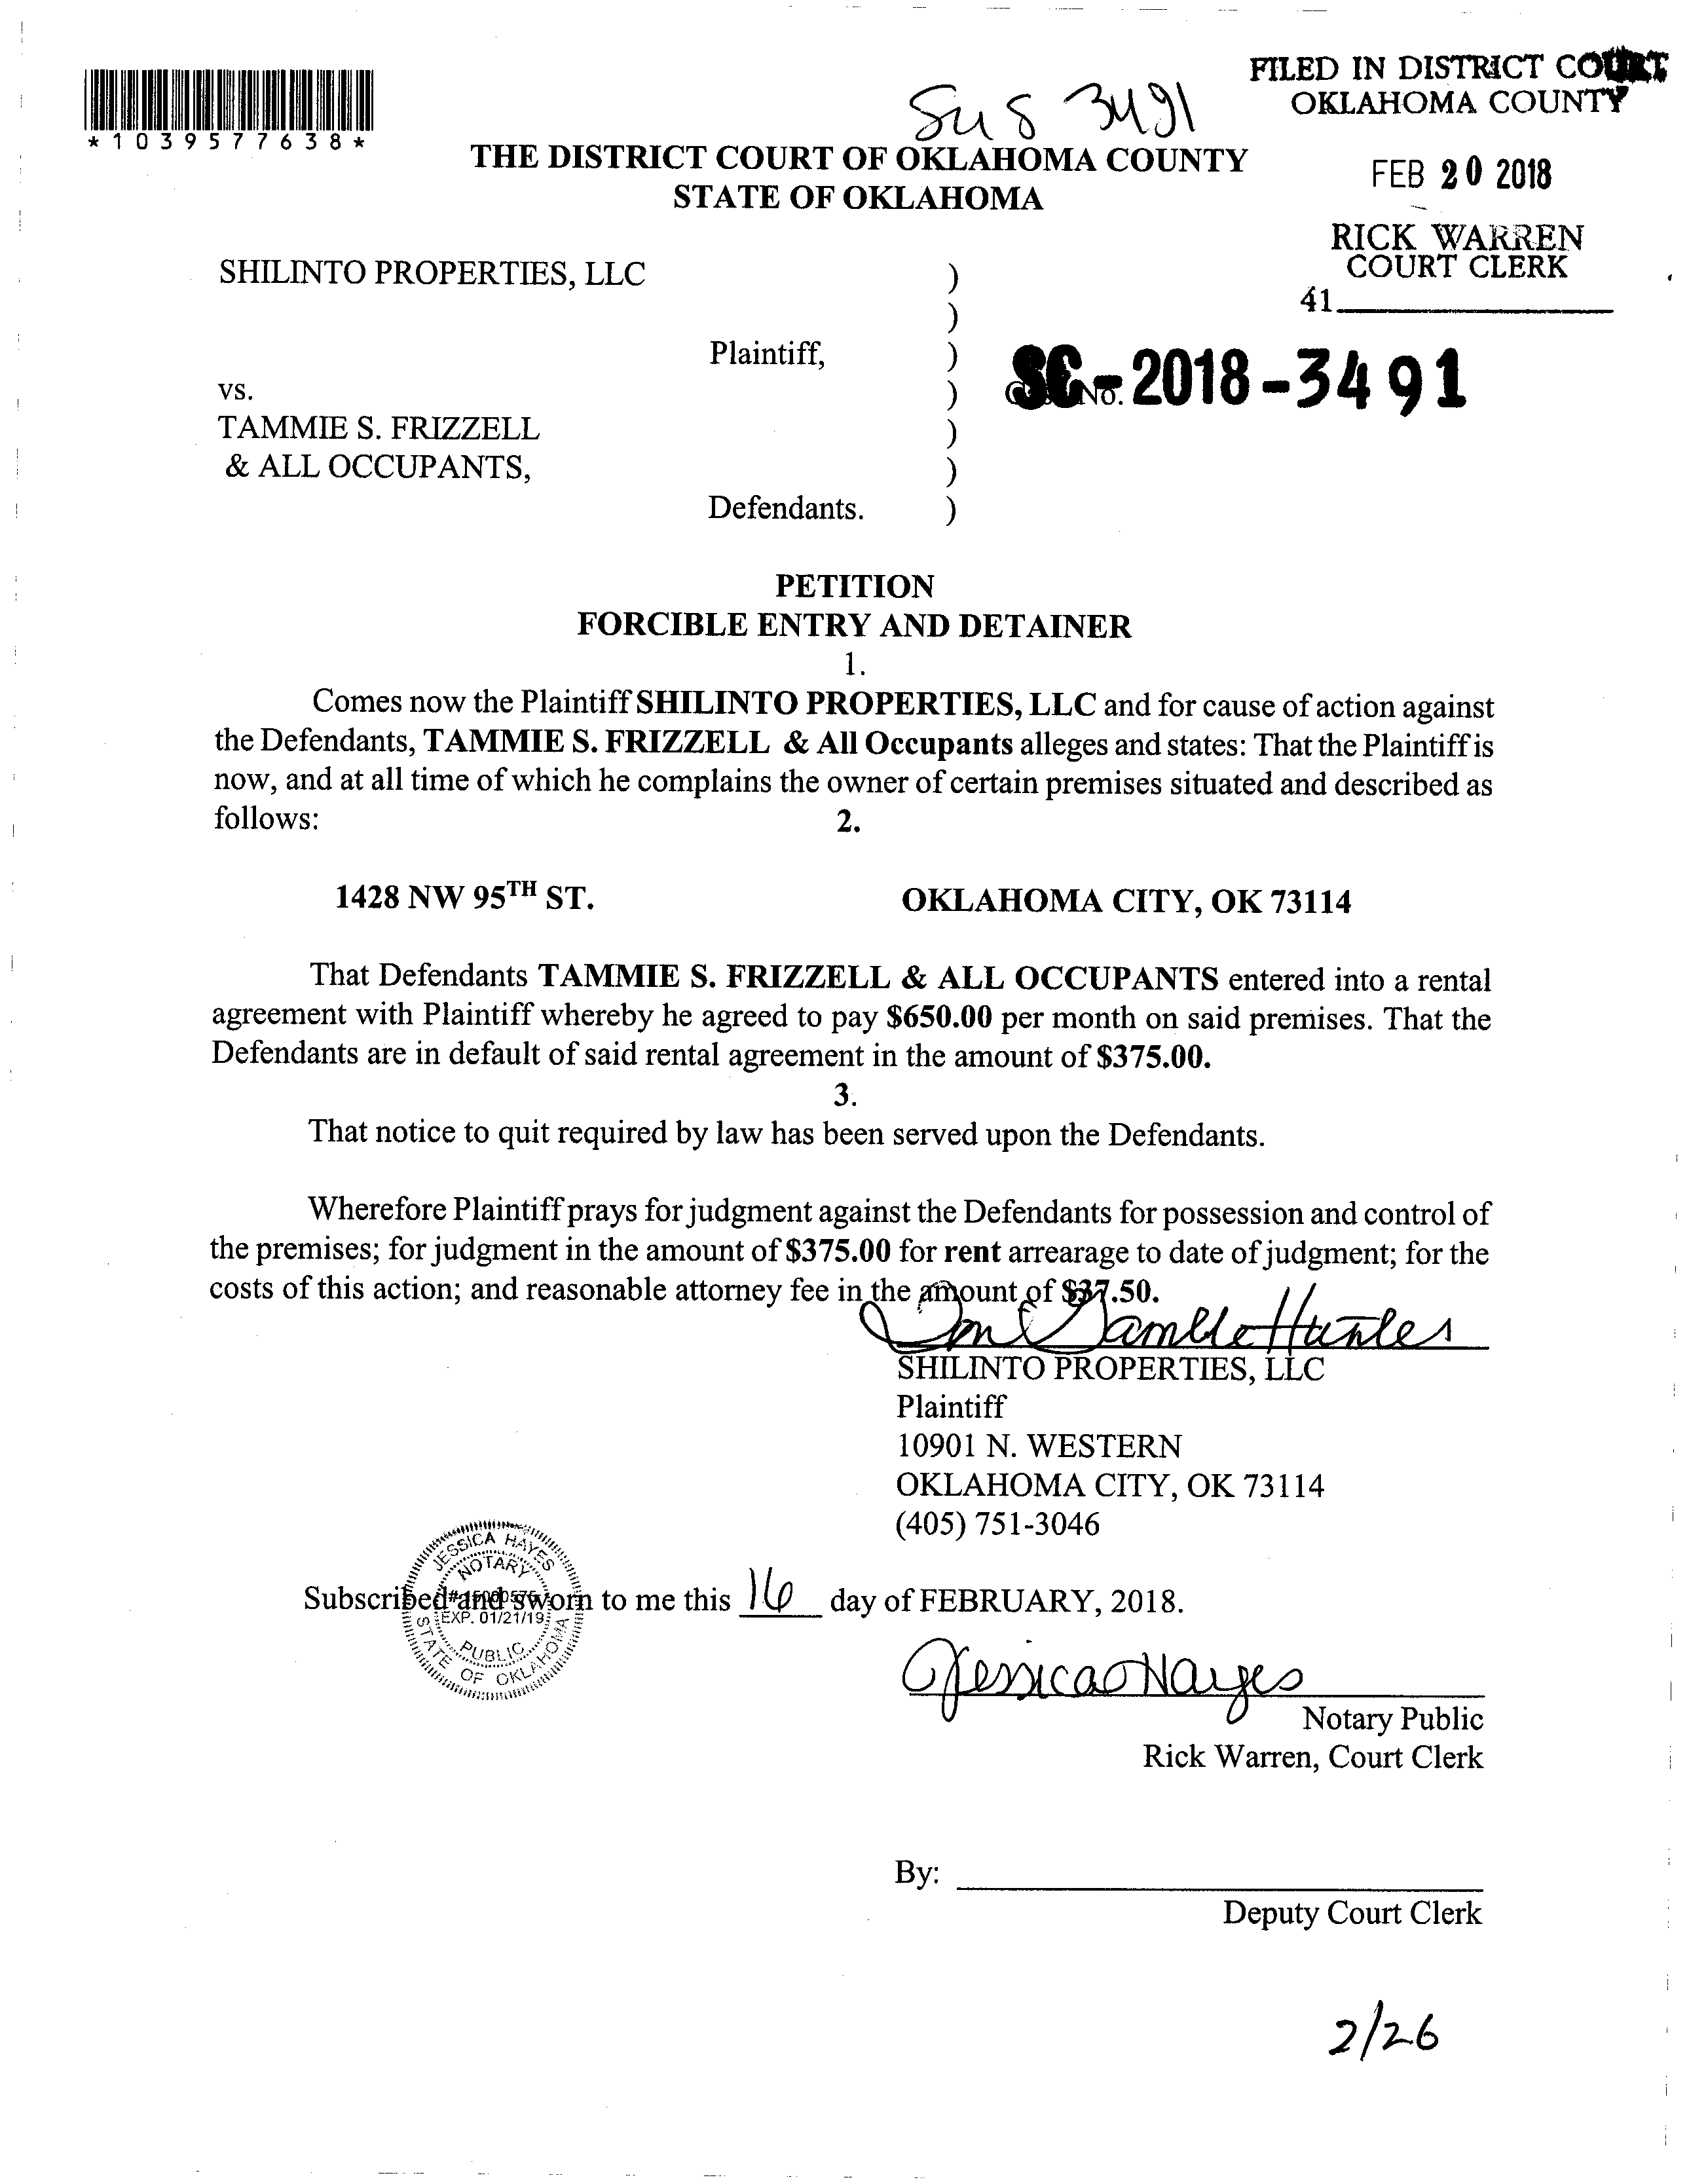 FILED IN DISTRICT COURT
OKLAHOMA COUNTY
*1039577638*
3491
THE DISTRICT COURT OF OKLAHOMA COUNTY
STATE OF OKLAHOMA
FEB 20 2018
RICK WARREN
COURT CLERK
41
SHILINTO PROPERTIES, LLC )
)
Plaintiff, )
SC-2018-3491
No.
vs. )
TAMMIE S. FRIZZELL )
& ALL OCCUPANTS, )
Defendants. )
PETITION
FORCIBLE ENTRY AND DETAINER
1.
Comes now the Plaintiff SHILINTO PROPERTIES, LLC and for cause of action against
the Defendants, TAMMIE S. FRIZZELL & All Occupants alleges and states: That the Plaintiff is
now, and at all time of which he complains the owner of certain premises situated and described as
follows: 2.
1428 NW 95TH ST. OKLAHOMA CITY, OK 73114
That Defendants TAMMIE S. FRIZZELL & ALL OCCUPANTS entered into a rental
agreement with Plaintiff whereby he agreed to pay $650.00 per month on said premises. That the
Defendants are in default of said rental agreement in the amount of $375.00.
3.
That notice to quit required by law has been served upon the Defendants.
Wherefore Plaintiff prays for judgment against the Defendants for possession and control of
the premises; for judgment in the amount of $375.00 for rent arrearage to date of judgment; for the
costs of this action; and reasonable attorney fee in the amount of $37.50.
SHILINTO PROPERTIES, LLC
Plaintiff
10901 N. WESTERN
OKLAHOMA CITY, OK 73114
(405) 751-3046
JESSICA HAYES
NOTARY
EXP. 01/21/19
PUBLIC
STATE OF OKLAHOMA
Subscribed and sworn to me this 16 day of FEBRUARY, 2018.
Jessica Hayes
Notary Public
Rick Warren, Court Clerk
By:
Deputy Court Clerk
2/26